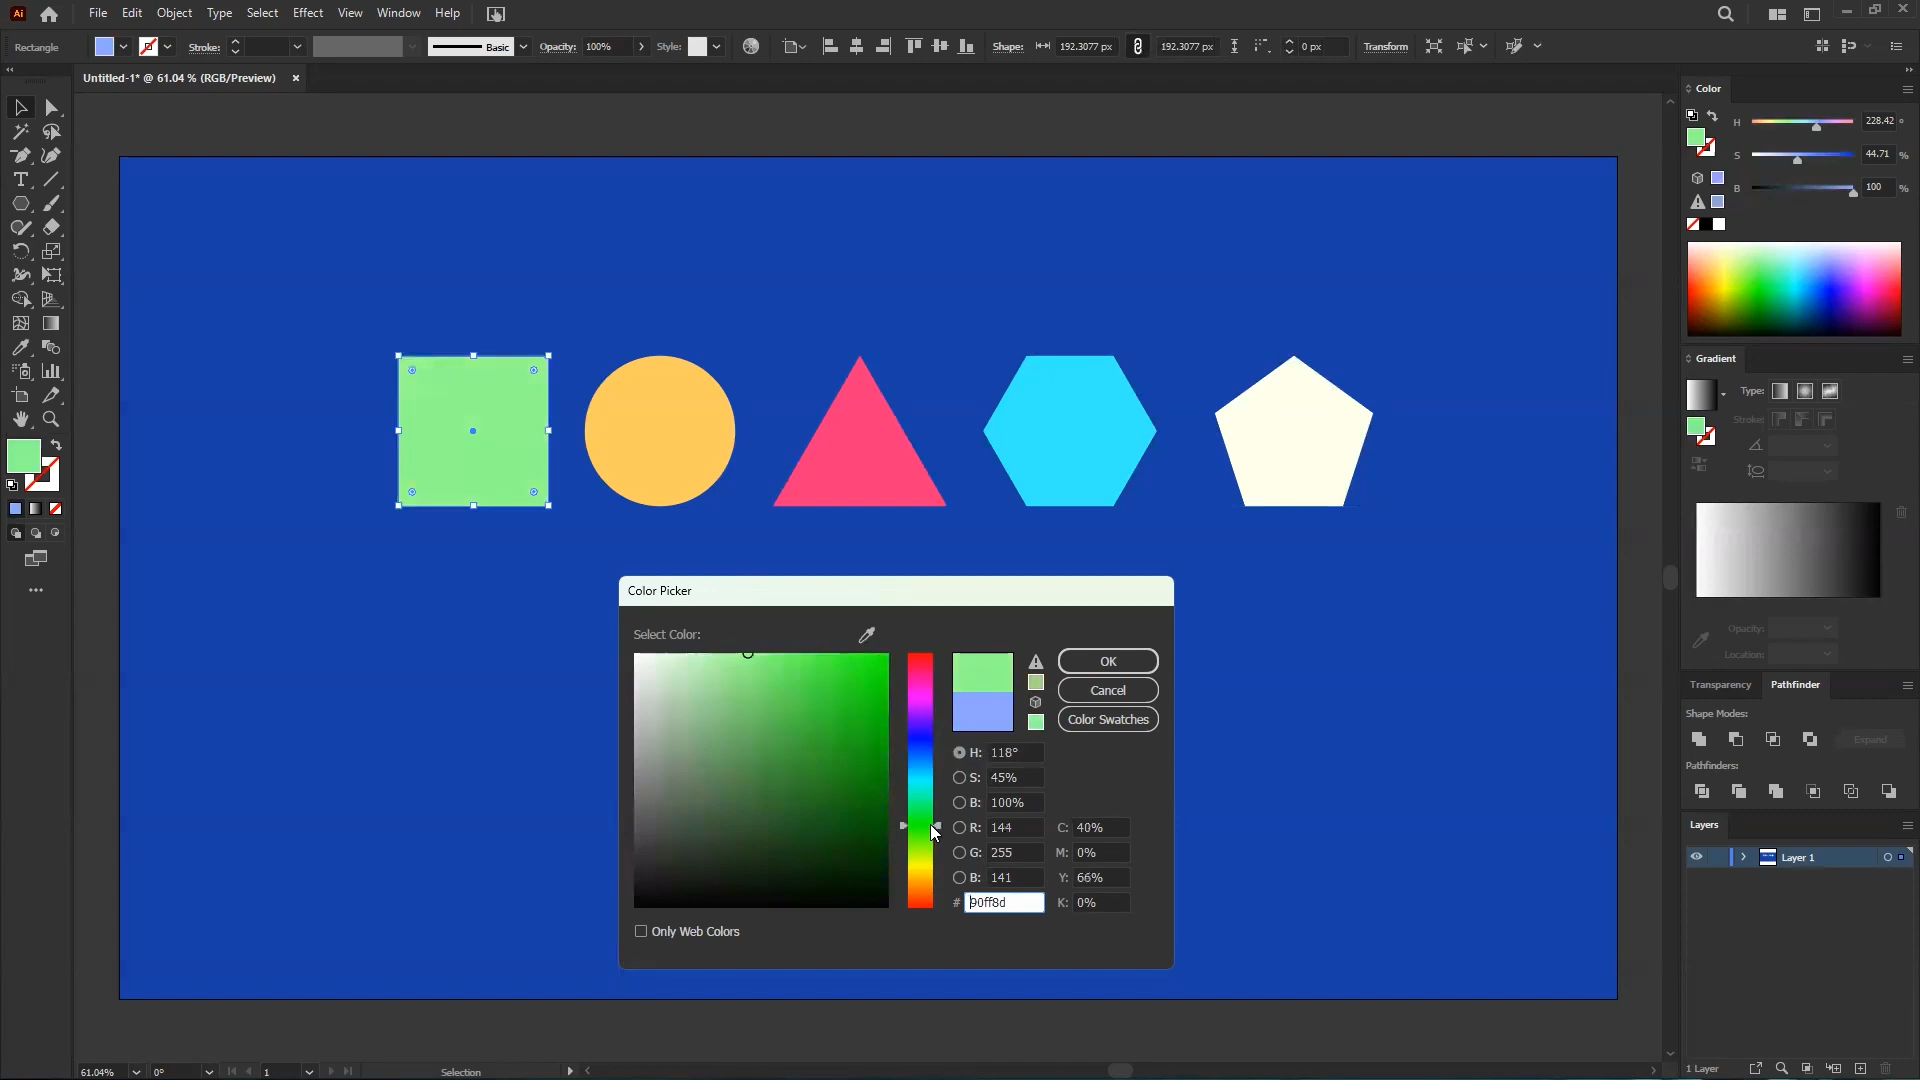 Ai File Edit Object Type Select Effect View Window Help
Rectangle Stroke: Basic Opacity: 100% Style: Shape: 192.3077 px 192.3077 px 0 px Transform
Untitled-1* @ 61.04 % (RGB/Preview) ×
Color
H 228.42 °
S 44.71 %
B 100 %
Gradient
Type:
Stroke:
Opacity:
Location:
Transparency Pathfinder
Shape Modes:
Expand
Pathfinders:
Layers
Layer 1
1 Layer
Color Picker
Select Color:
OK
Cancel
Color Swatches
H: 118°
S: 45%
B: 100%
R: 144 C: 40%
G: 255 M: 0%
B: 141 Y: 66%
# 90ff8d K: 0%
Only Web Colors
61.04% 0° 1 Selection